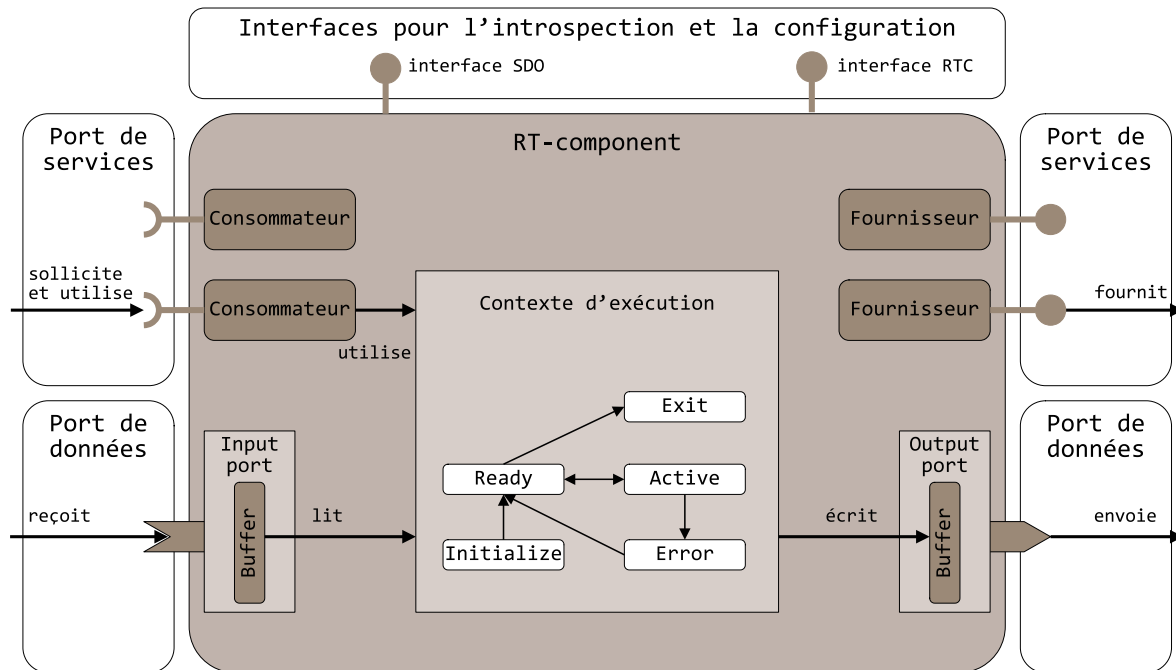 Interfaces pour l'introspection et la configuration
interface SDO
interface RTC
Port de
services
RT-component
Port de
services
Consommateur
Fournisseur
sollicite
et utilise
Consommateur
utilise
Contexte d'exécution
Fournisseur
fournit
Port de
données
Input
port
Buffer
reçoit
lit
Exit
Ready
Active
Initialize
Error
écrit
Output
port
Buffer
Port de
données
envoie